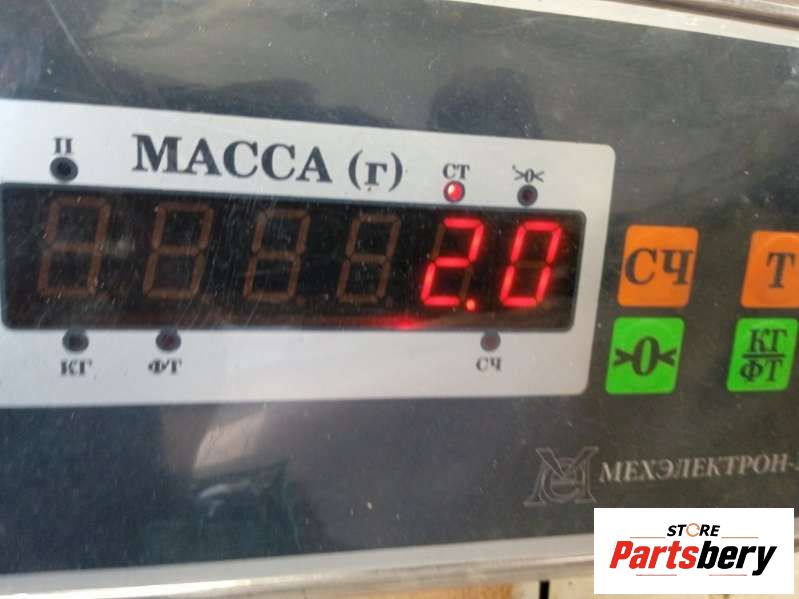 П
МАССА (г)
СТ
>0<
2.0
КГ
ФТ
СЧ
СЧ
Т
>0<
КГ
ФТ
МЕХЭЛЕКТРОН-
STORE
Partsbery